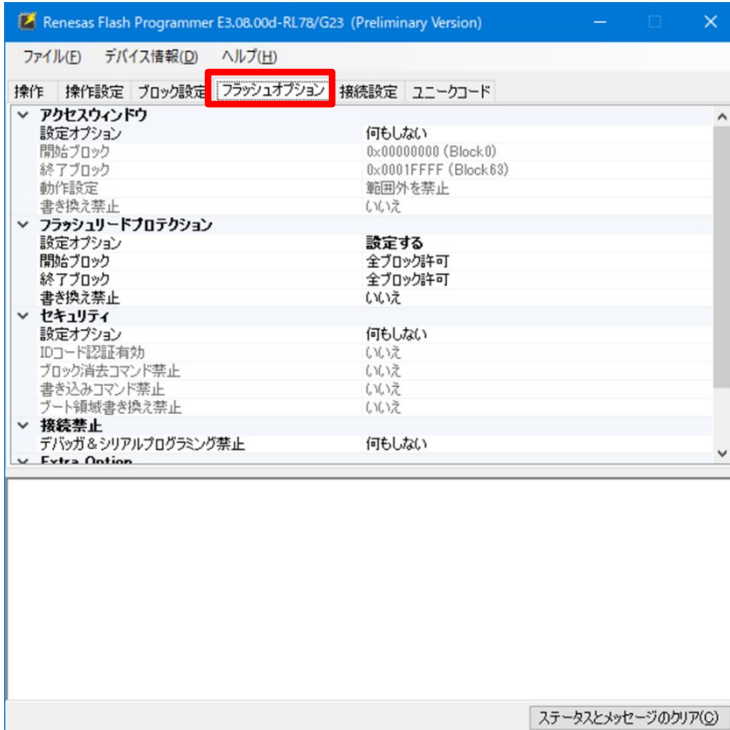 Renesas Flash Programmer E3.08.00d-RL78/G23 (Preliminary Version)
ファイル(F) デバイス情報(D) ヘルプ(H)
操作 操作設定 ブロック設定 フラッシュオプション 接続設定 ユニークコード
アクセスウィンドウ
設定オプション 何もしない
開始ブロック 0x00000000 (Block0)
終了ブロック 0x0001FFFF (Block63)
動作設定 範囲外を禁止
書き換え禁止 いいえ
フラッシュリードプロテクション
設定オプション 設定する
開始ブロック 全ブロック許可
終了ブロック 全ブロック許可
書き換え禁止 いいえ
セキュリティ
設定オプション 何もしない
IDコード認証有効 いいえ
ブロック消去コマンド禁止 いいえ
書き込みコマンド禁止 いいえ
ブート領域書き換え禁止 いいえ
接続禁止
デバッガ＆シリアルプログラミング禁止 何もしない
Extra Option
ステータスとメッセージのクリア(C)